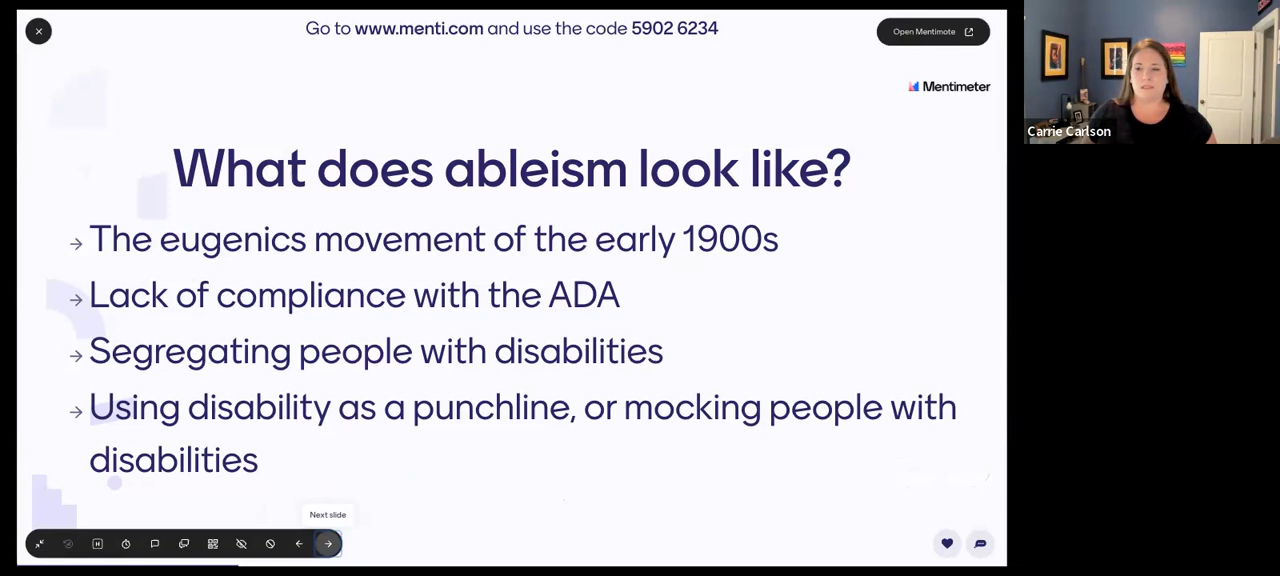 Go to www.menti.com and use the code 5902 6234
Open Mentimote
Mentimeter
Carrie Carlson
What does ableism look like?
→ The eugenics movement of the early 1900s
→ Lack of compliance with the ADA
→ Segregating people with disabilities
→ Using disability as a punchline, or mocking people with
disabilities
Next slide
H